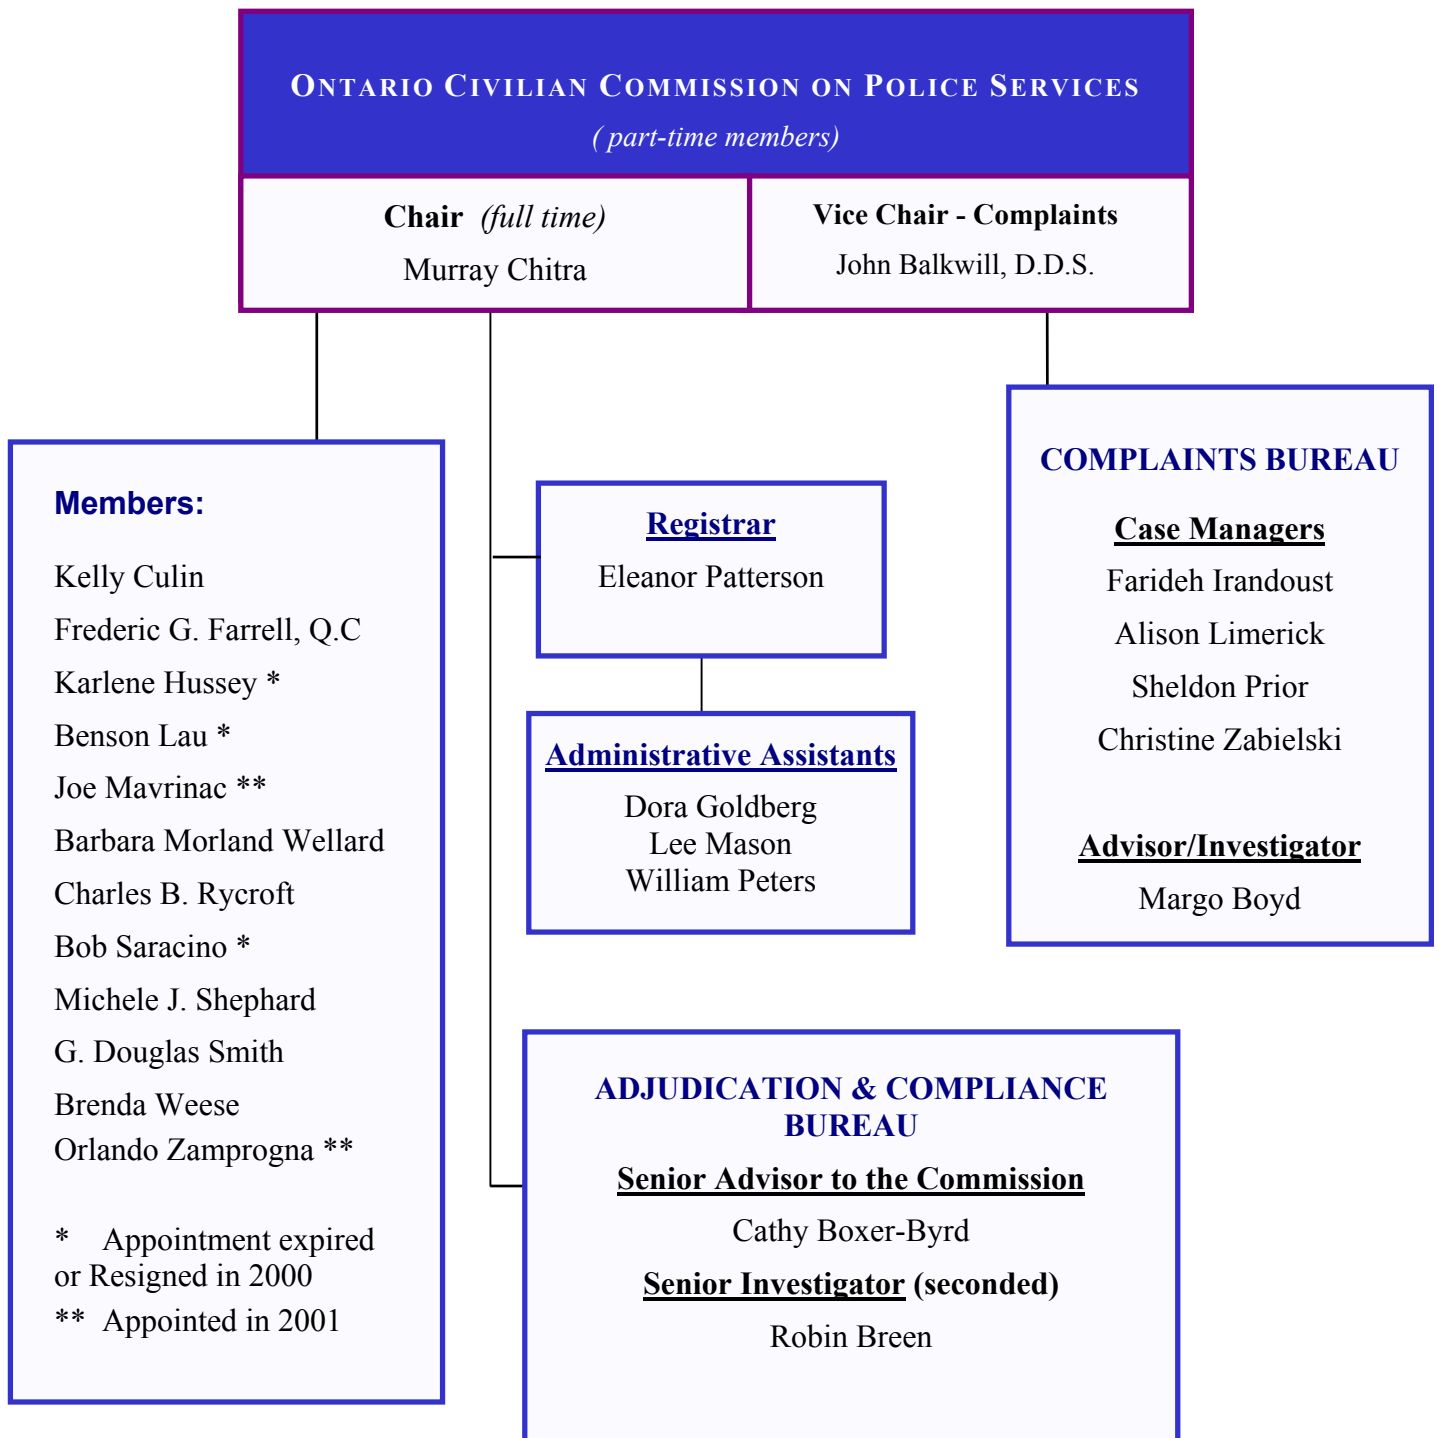 ONTARIO CIVILIAN COMMISSION ON POLICE SERVICES
( part-time members)
Chair (full time)
Murray Chitra
Vice Chair - Complaints
John Balkwill, D.D.S.
Members:
Kelly Culin
Frederic G. Farrell, Q.C
Karlene Hussey *
Benson Lau *
Joe Mavrinac **
Barbara Morland Wellard
Charles B. Rycroft
Bob Saracino *
Michele J. Shephard
G. Douglas Smith
Brenda Weese
Orlando Zamprogna **
* Appointment expired
or Resigned in 2000
** Appointed in 2001
Registrar
Eleanor Patterson
Administrative Assistants
Dora Goldberg
Lee Mason
William Peters
COMPLAINTS BUREAU
Case Managers
Farideh Irandoust
Alison Limerick
Sheldon Prior
Christine Zabielski
Advisor/Investigator
Margo Boyd
ADJUDICATION & COMPLIANCE
BUREAU
Senior Advisor to the Commission
Cathy Boxer-Byrd
Senior Investigator (seconded)
Robin Breen